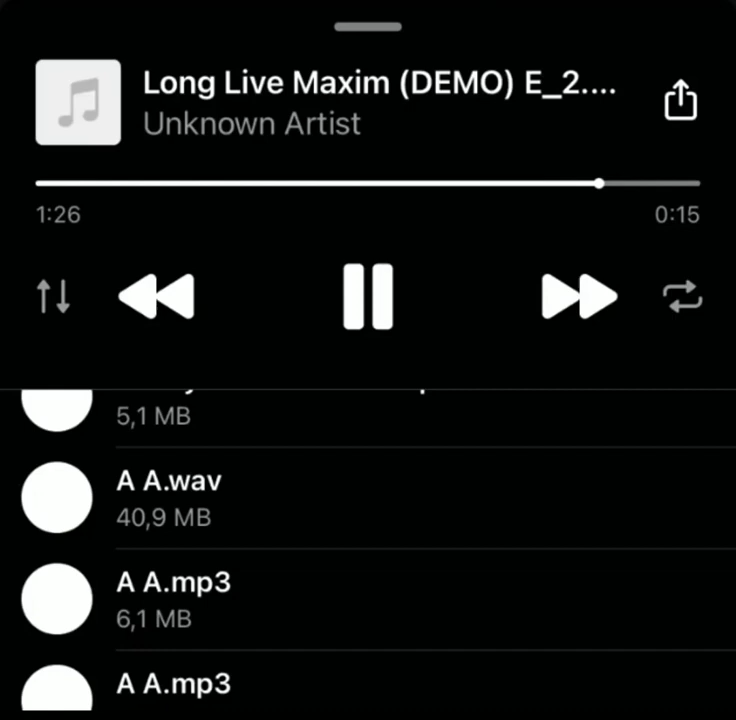 Long Live Maxim (DEMO) E_2....
Unknown Artist
1:26
0:15
5,1 MB
A A.wav
40,9 MB
A A.mp3
6,1 MB
A A.mp3